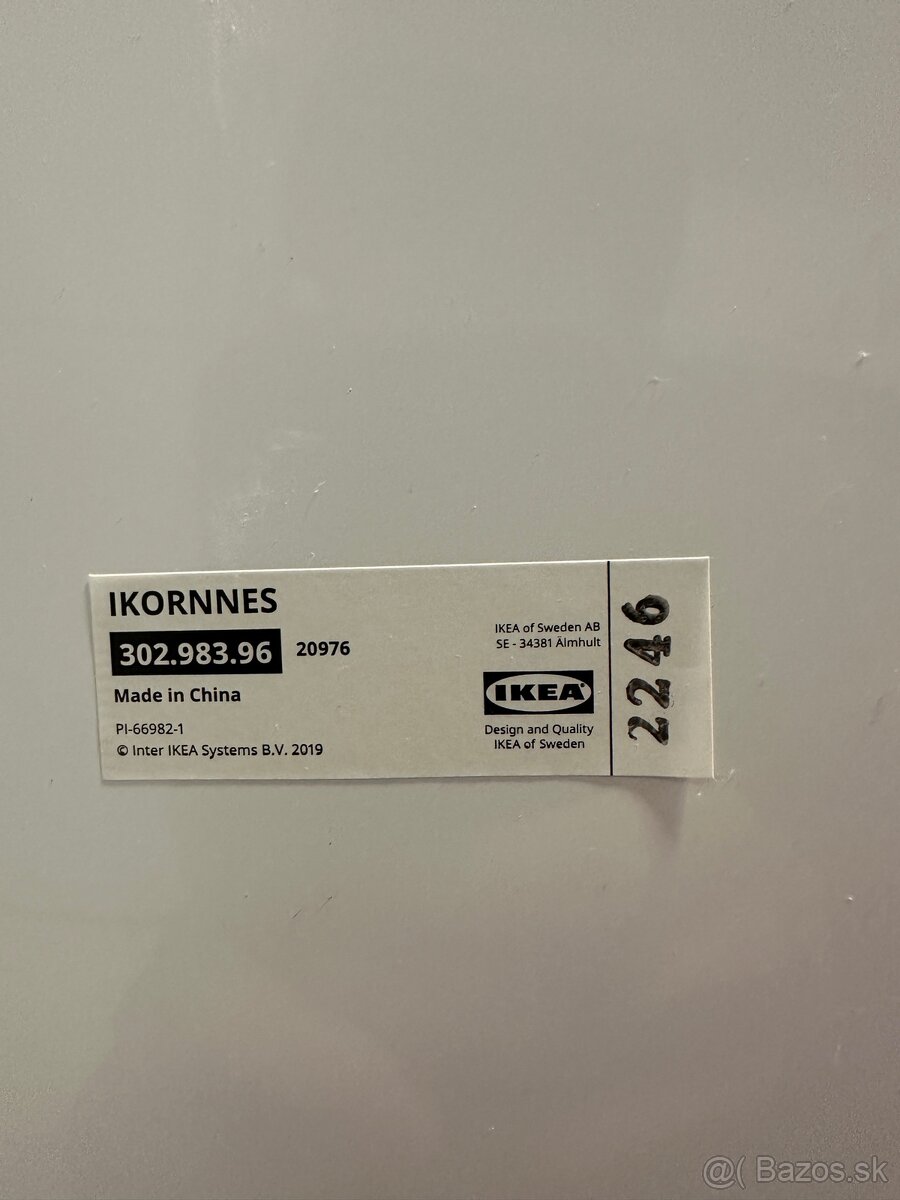 IKORNNES
302.983.96 20976
Made in China
PI-66982-1
© Inter IKEA Systems B.V. 2019
IKEA of Sweden AB
SE - 34381 Älmhult
IKEA®
Design and Quality
IKEA of Sweden
2246
@( Bazos.sk